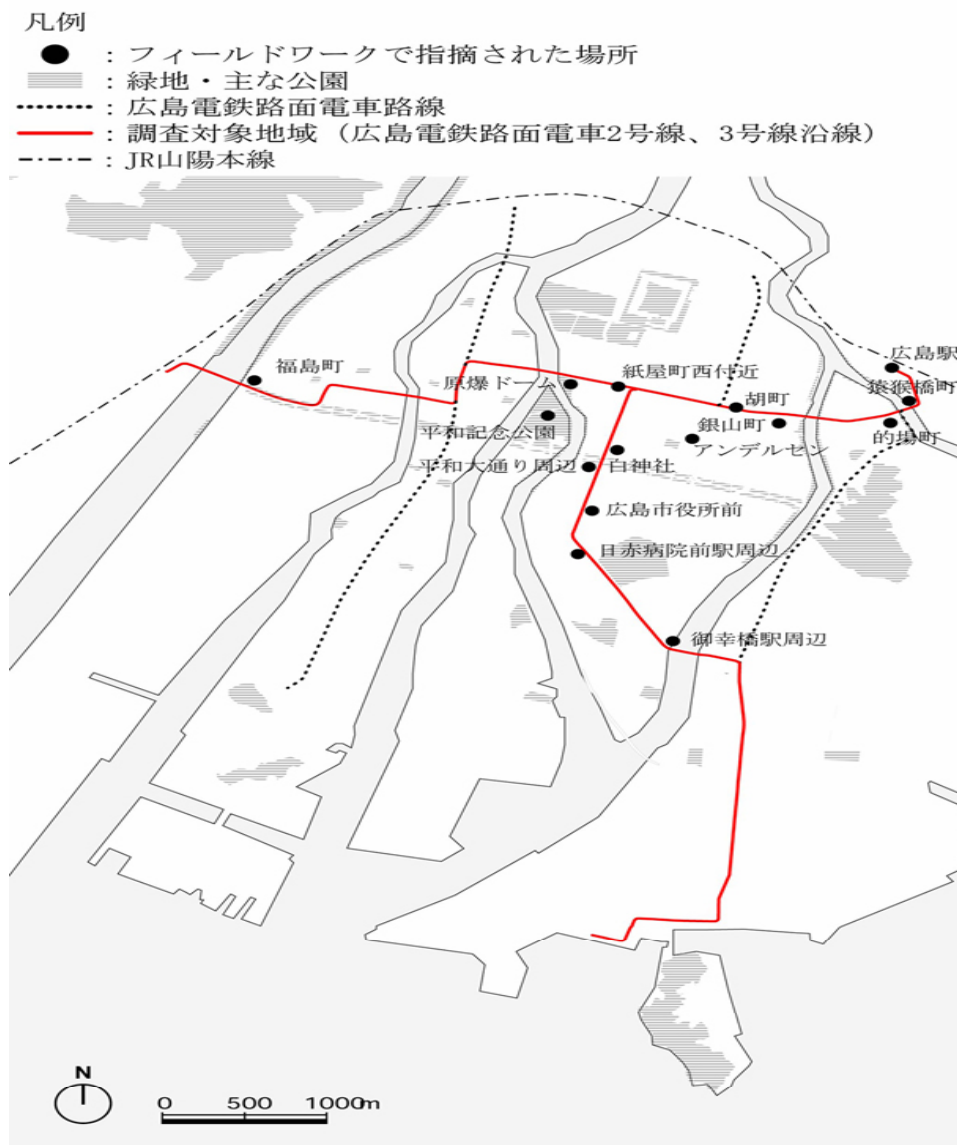 凡例
：フィールドワークで指摘された場所
：緑地・主な公園
：広島電鉄路面電車路線
：調査対象地域（広島電鉄路面電車2号線、3号線沿線）
：JR山陽本線
広島駅
福島町
原爆ドーム
紙屋町西付近
猿猴橋町
胡町
平和記念公園
銀山町
的場町
アンデルセン
平和大通り周辺
白神社
広島市役所前
日赤病院前駅周辺
御幸橋駅周辺
N
0 500 1000m